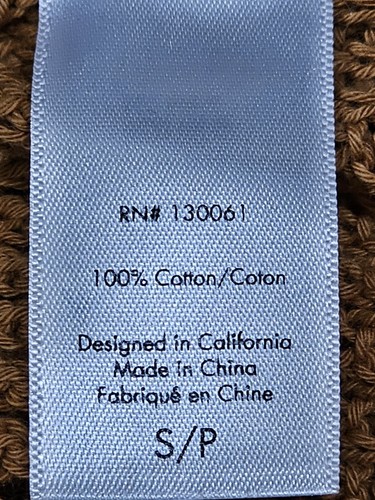 RN# 130061
100% Cotton/Coton
Designed in California
Made in China
Fabriqué en Chine
S/P